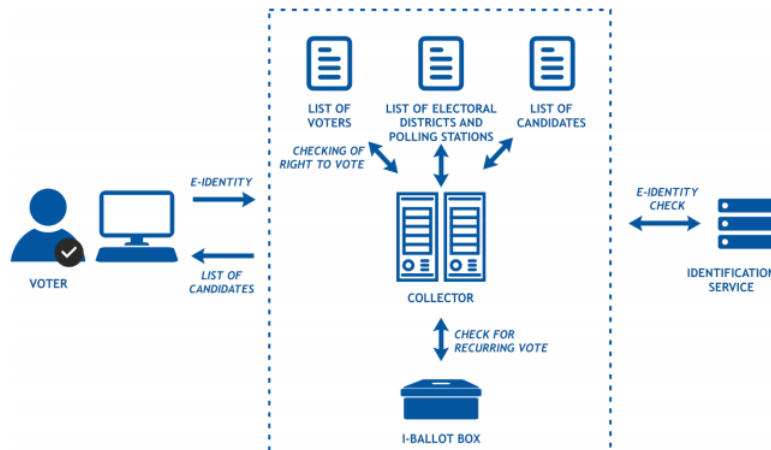 LIST OF
VOTERS
LIST OF ELECTORAL
DISTRICTS AND
POLLING STATIONS
LIST OF
CANDIDATES
CHECKING OF
RIGHT TO VOTE
E-IDENTITY
E-IDENTITY
CHECK
LIST OF
CANDIDATES
VOTER
COLLECTOR
IDENTIFICATION
SERVICE
CHECK FOR
RECURRING VOTE
I-BALLOT BOX